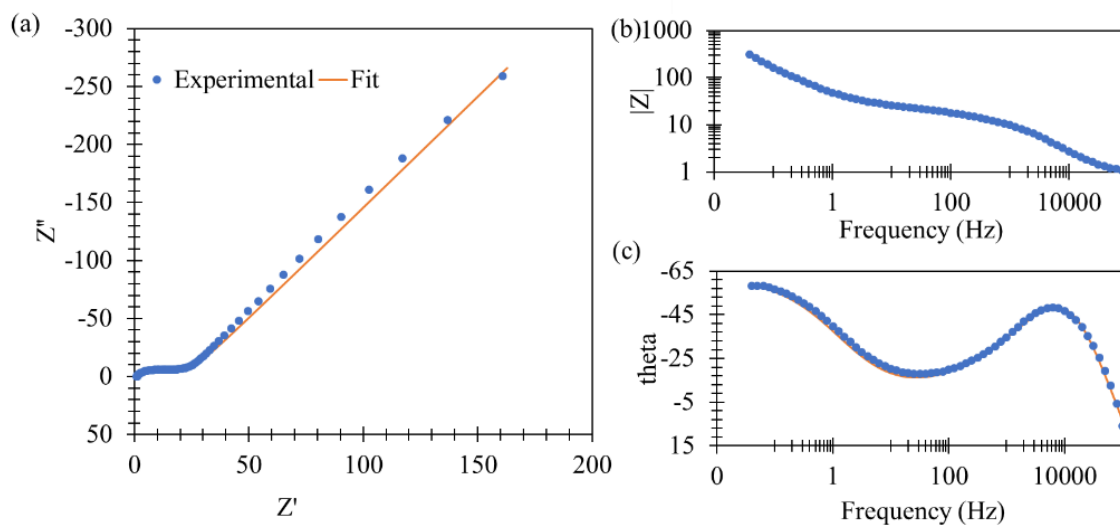 (a)
-300
-250
-200
-150
-100
-50
0
50
Z"
Experimental Fit
0 50 100 150 200
Z'
(b)
1000
100
10
1
|Z|
0 1 100 10000
Frequency (Hz)
(c)
-65
-45
-25
-5
15
theta
0 1 100 10000
Frequency (Hz)